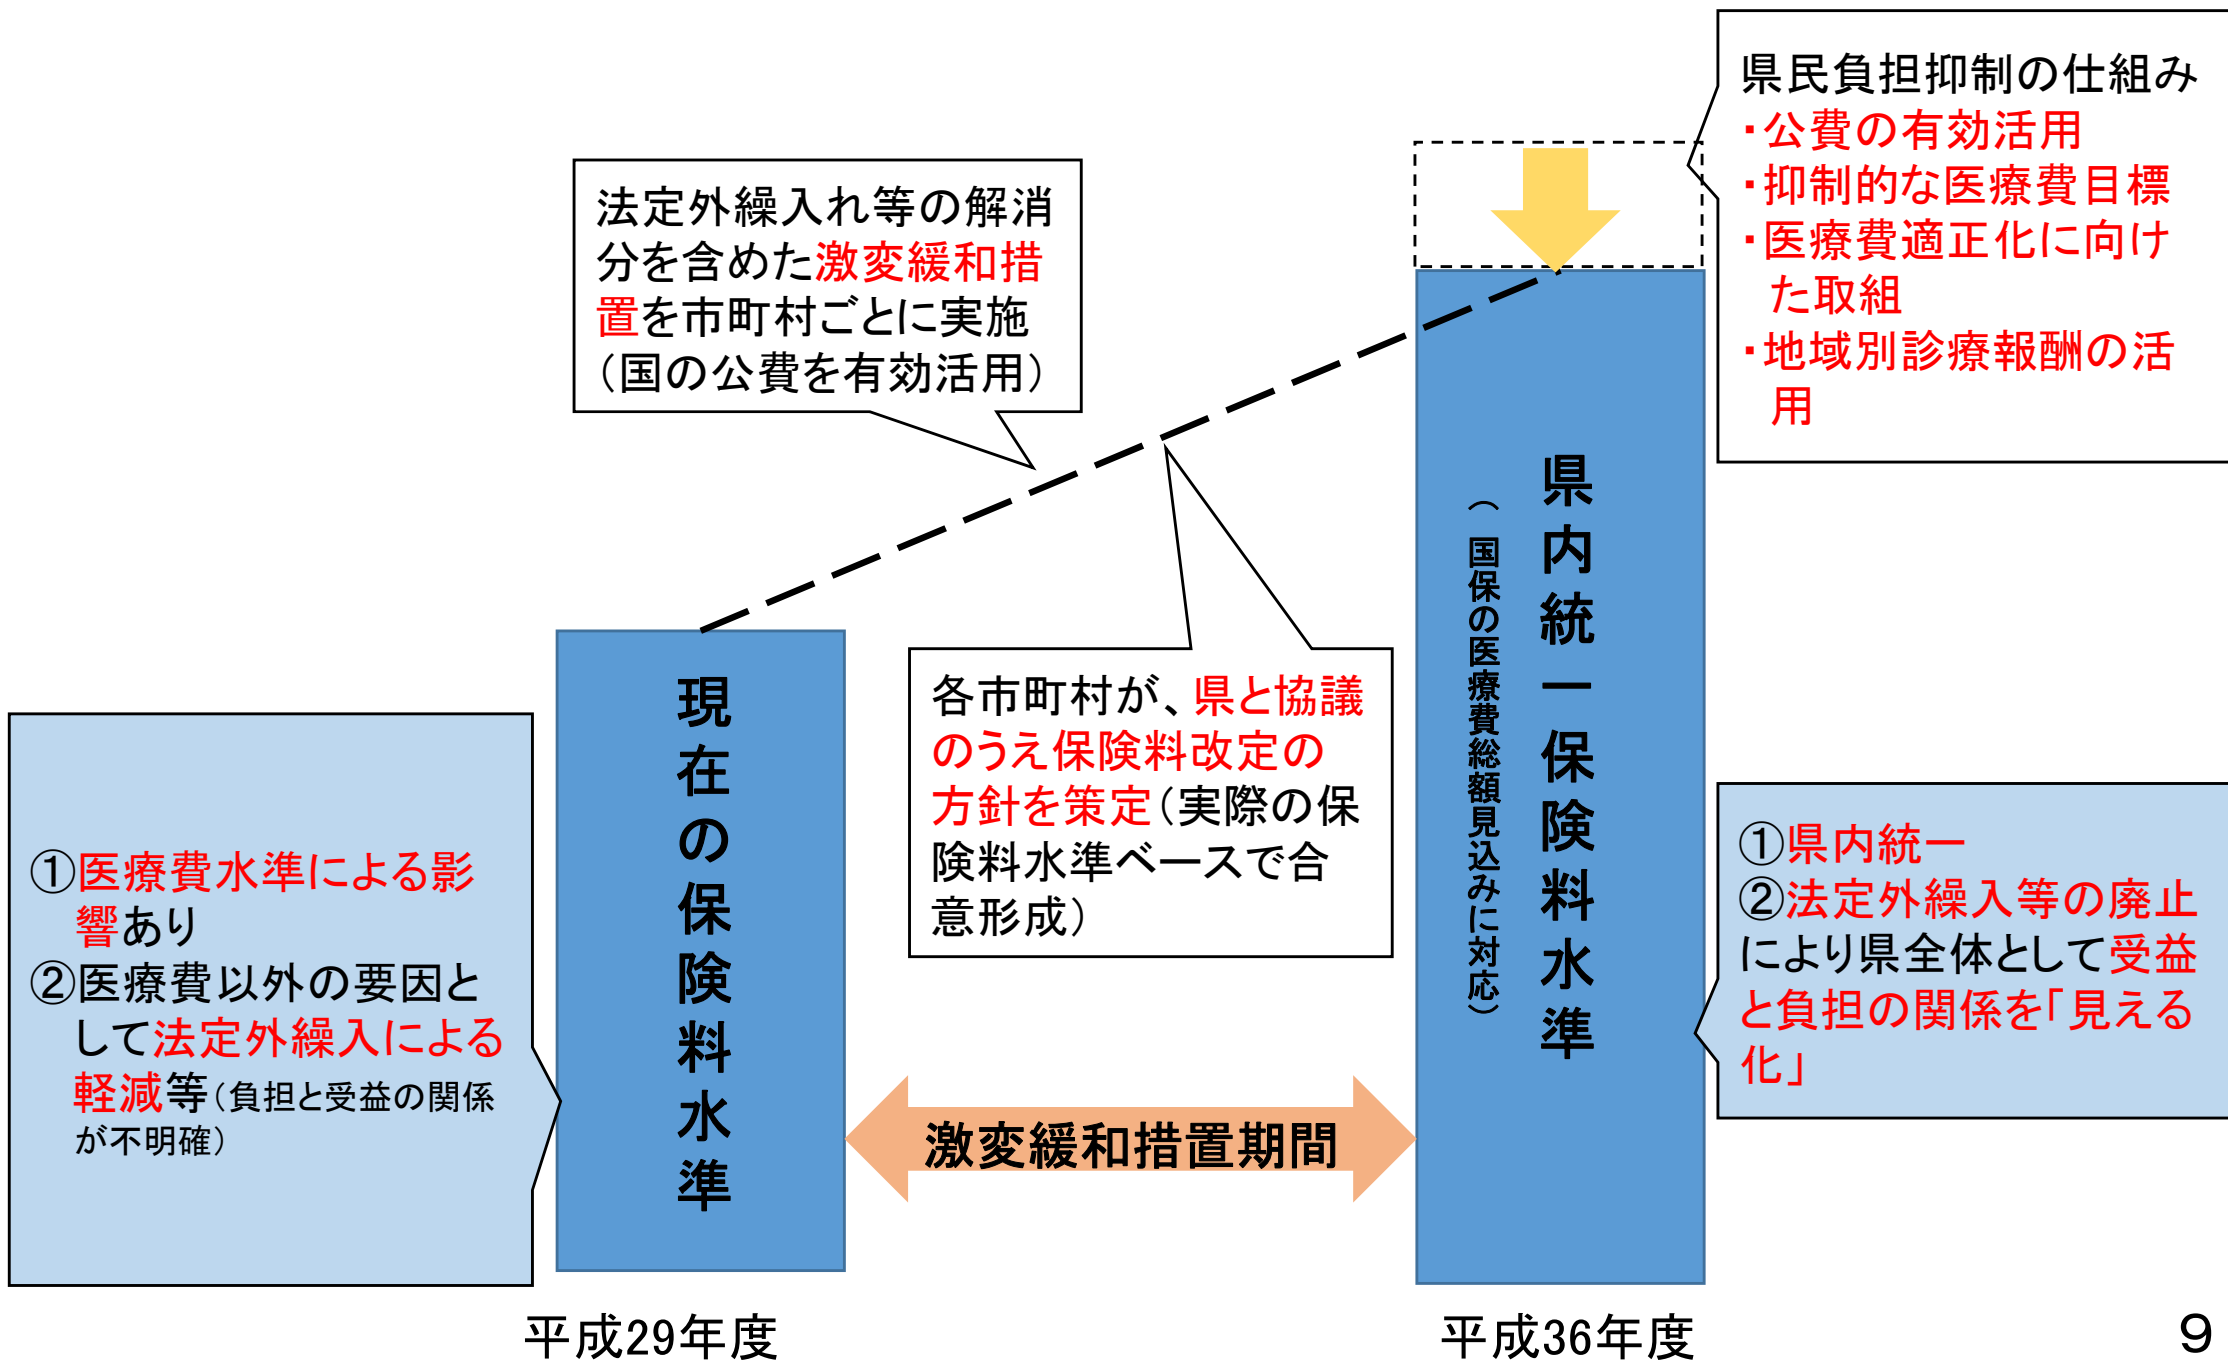 県民負担抑制の仕組み
・公費の有効活用
・抑制的な医療費目標
・医療費適正化に向け
た取組
・地域別診療報酬の活
用
法定外繰入れ等の解消
分を含めた激変緩和措
置を市町村ごとに実施
（国の公費を有効活用）
県内統一保険料水準
（国保の医療費総額見込みに対応）
現在の保険料水準
各市町村が、県と協議
のうえ保険料改定の
方針を策定（実際の保
険料水準ベースで合
意形成）
①医療費水準による影
響あり
②医療費以外の要因と
して法定外繰入による
軽減等（負担と受益の関係
が不明確）
①県内統一
②法定外繰入等の廃止
により県全体として受益
と負担の関係を「見える
化」
激変緩和措置期間
平成29年度
平成36年度
9